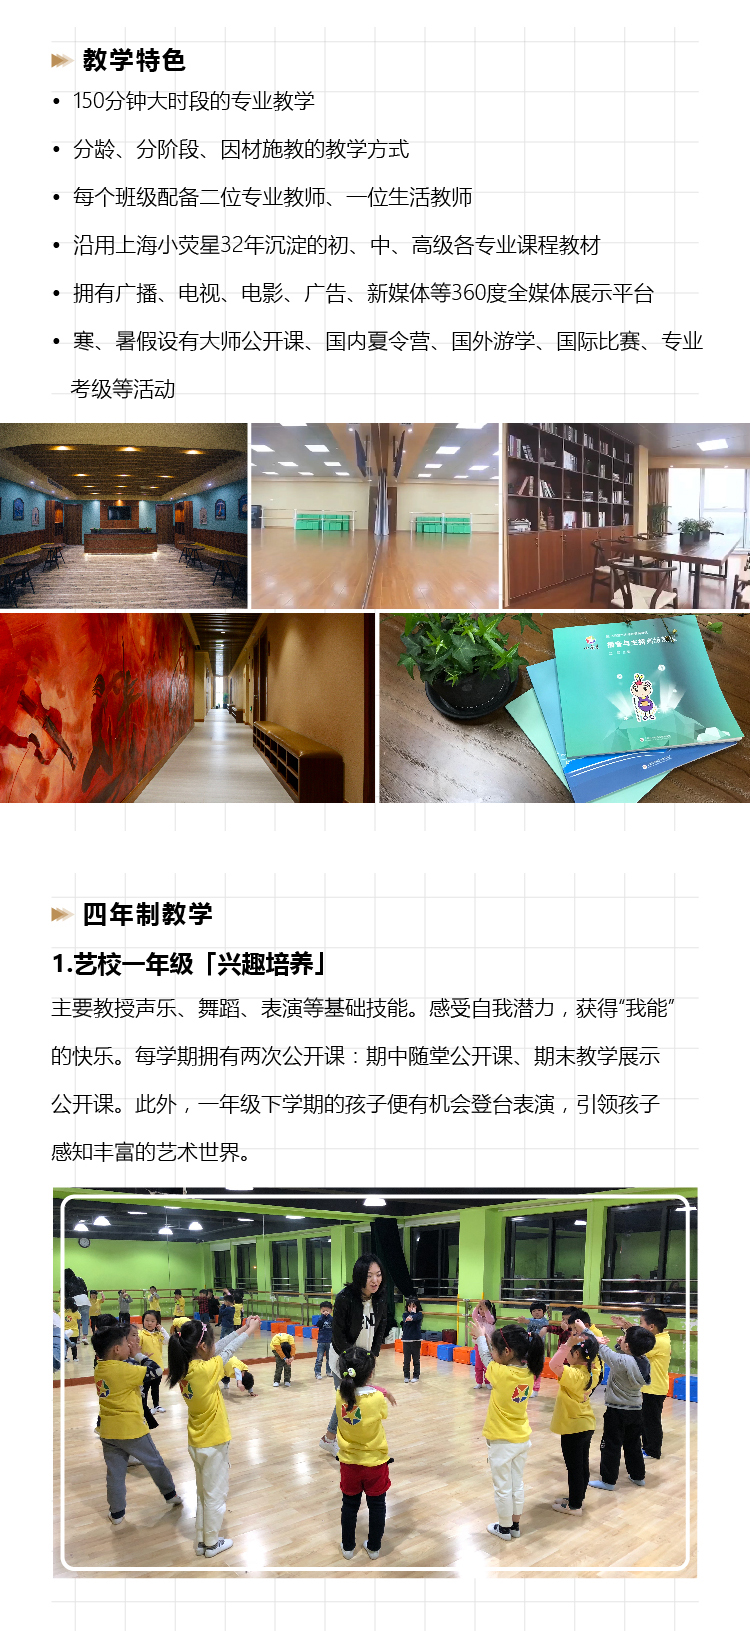 教学特色
• 150分钟大时段的专业教学
• 分龄、分阶段、因材施教的教学方式
• 每个班级配备二位专业教师、一位生活教师
• 沿用上海小荧星32年沉淀的初、中、高级各专业课程教材
• 拥有广播、电视、电影、广告、新媒体等360度全媒体展示平台
• 寒、暑假设有大师公开课、国内夏令营、国外游学、国际比赛、专业
考级等活动
四年制教学
1.艺校一年级「兴趣培养」
主要教授声乐、舞蹈、表演等基础技能。感受自我潜力，获得“我能”
的快乐。每学期拥有两次公开课：期中随堂公开课、期末教学展示
公开课。此外，一年级下学期的孩子便有机会登台表演，引领孩子
感知丰富的艺术世界。